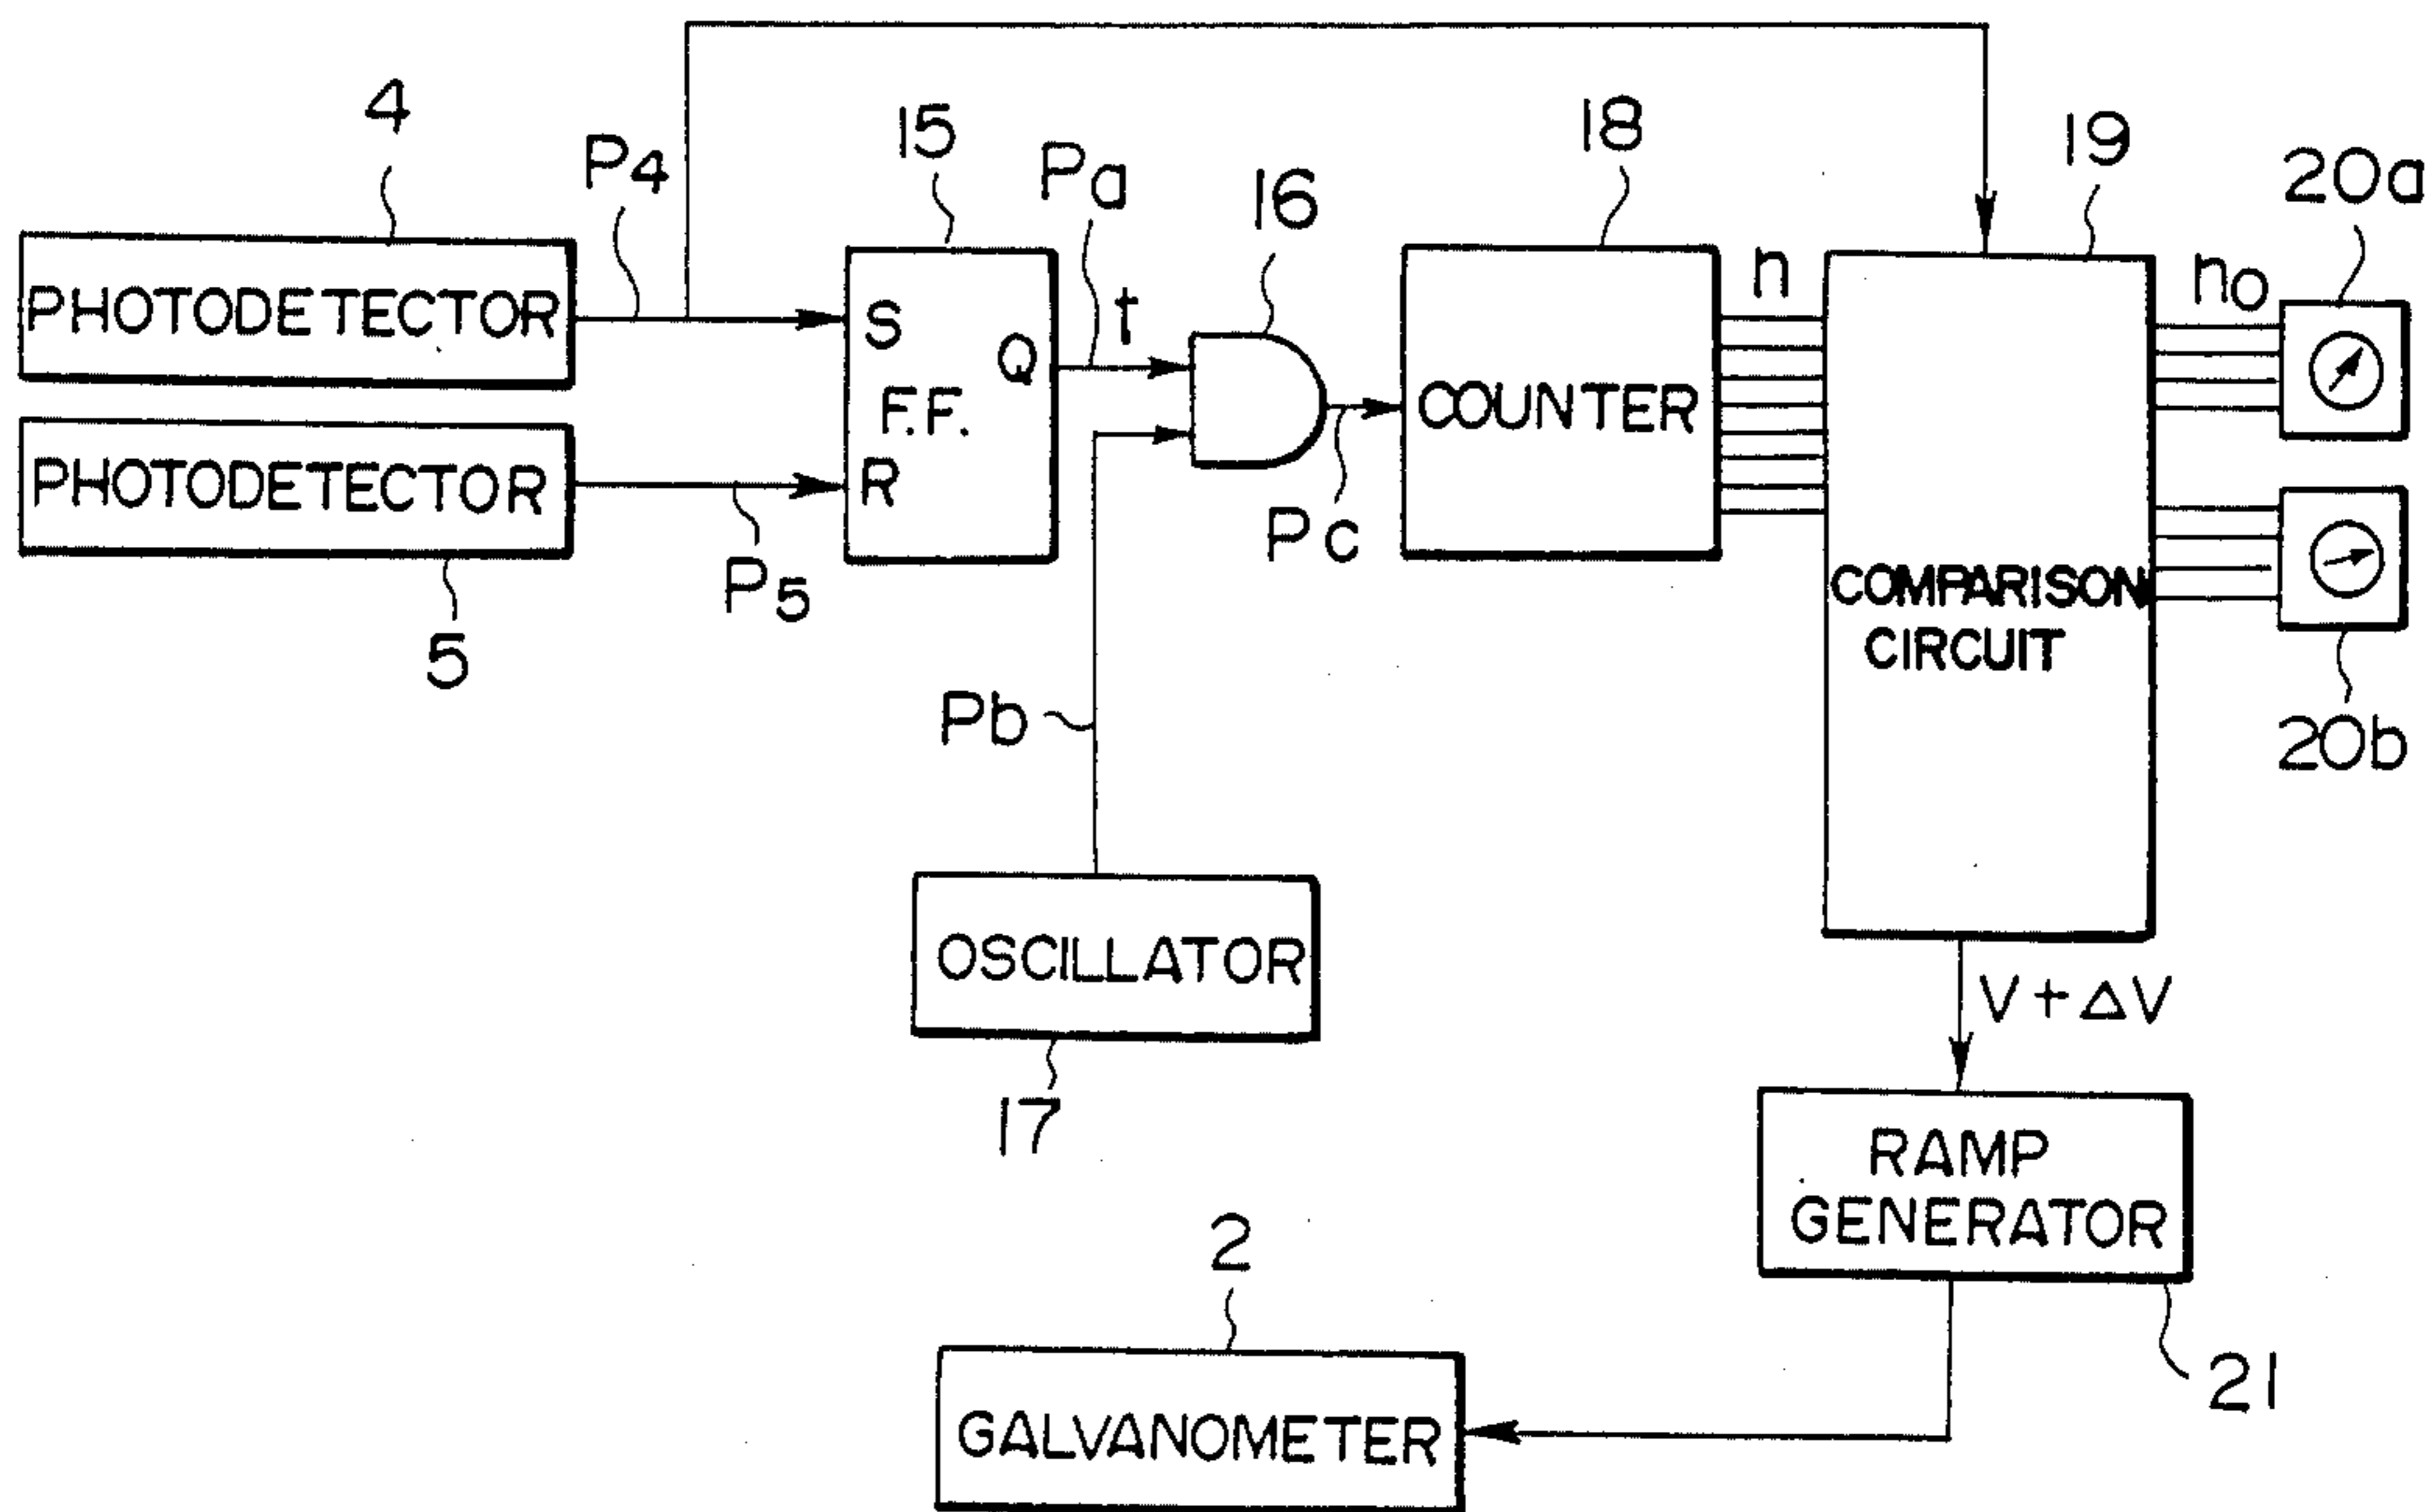 4
P4
15
Pa
16
18
19
20a
PHOTODETECTOR
S
Q
F.F.
R
t
COUNTER
n
no
PHOTODETECTOR
5
P5
Pc
COMPARISON
CIRCUIT
20b
Pb
OSCILLATOR
17
V+ΔV
RAMP
GENERATOR
21
2
GALVANOMETER